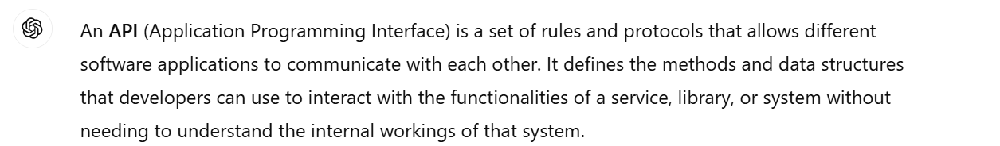 An API (Application Programming Interface) is a set of rules and protocols that allows different
software applications to communicate with each other. It defines the methods and data structures
that developers can use to interact with the functionalities of a service, library, or system without
needing to understand the internal workings of that system.